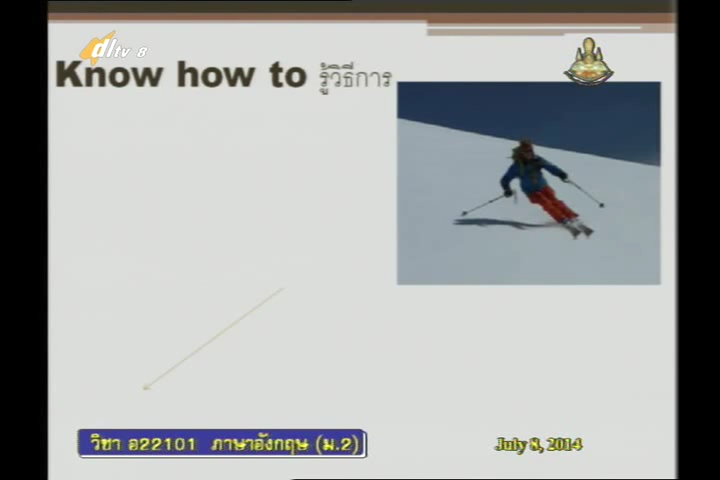 dltv 8
Know how to รู้วิธีการ
วิชา อ22101 ภาษาอังกฤษ (ม.2)
July 8, 2014